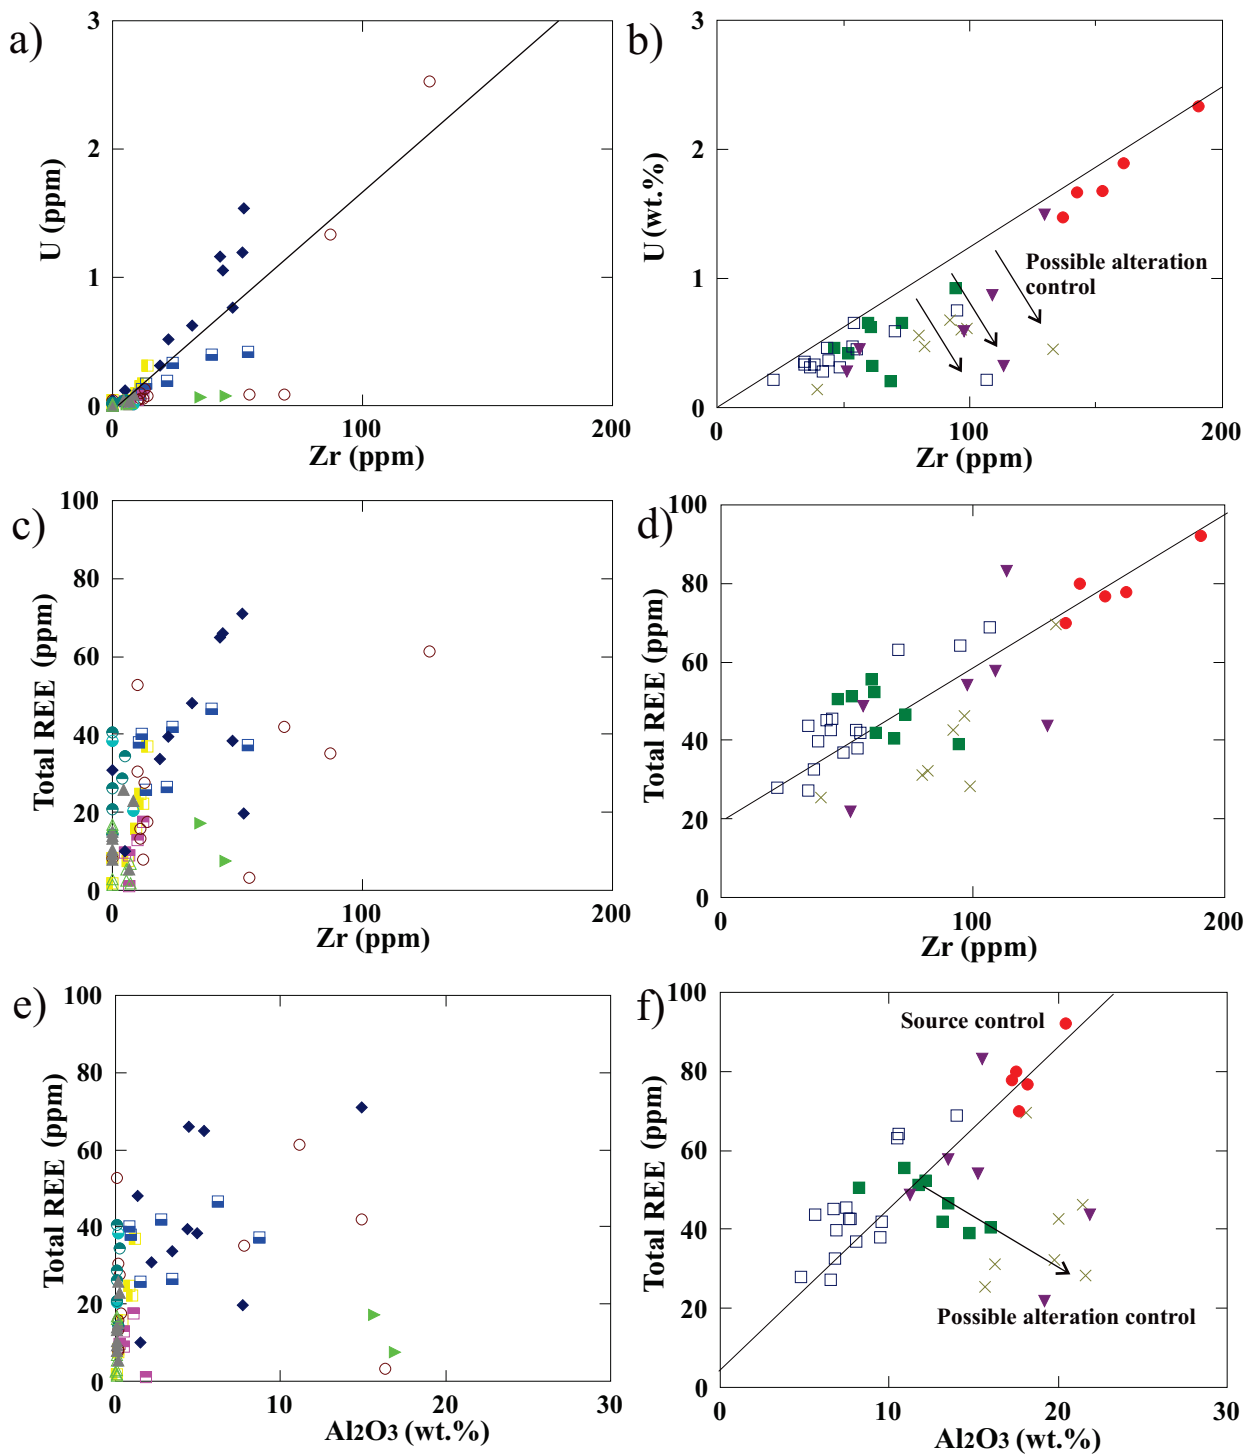 a)
3
2
1
0
U (ppm)
0 100 200
Zr (ppm)
b)
3
2
1
0
U (wt.%)
Possible alteration
control
0 100 200
Zr (ppm)
c)
100
80
60
40
20
0
Total REE (ppm)
0 100 200
Zr (ppm)
d)
100
80
60
40
20
0
Total REE (ppm)
0 100 200
Zr (ppm)
e)
100
80
60
40
20
0
Total REE (ppm)
0 10 20 30
Al2O3 (wt.%)
f)
100
80
60
40
20
0
Total REE (ppm)
Source control
Possible alteration control
0 10 20 30
Al2O3 (wt.%)